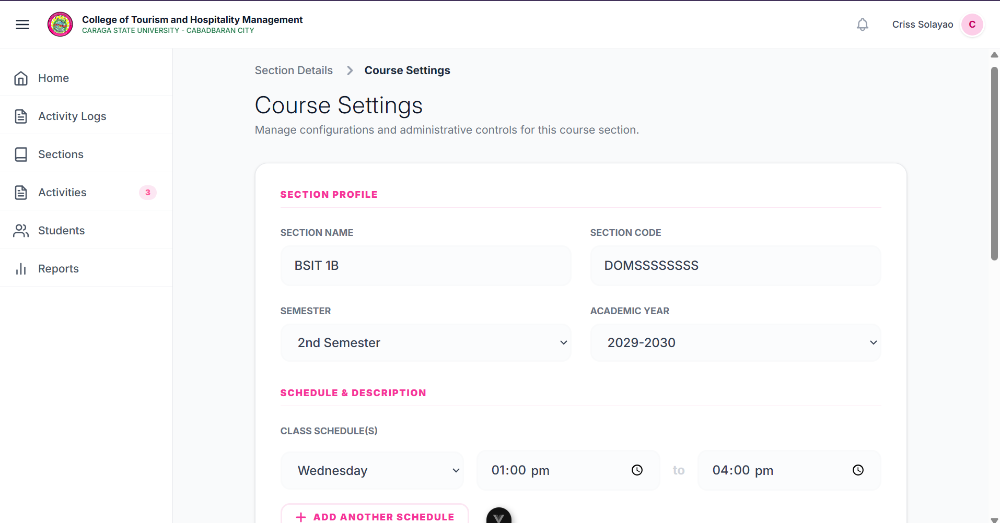 College of Tourism and Hospitality Management
CARAGA STATE UNIVERSITY - CABADBARAN CITY
Criss Solayao
C
Home
Activity Logs
Sections
Activities
3
Students
Reports
Section Details
Course Settings
Course Settings
Manage configurations and administrative controls for this course section.
SECTION PROFILE
SECTION NAME
SECTION CODE
BSIT 1B
DOMSSSSSSSS
SEMESTER
ACADEMIC YEAR
2nd Semester
2029-2030
SCHEDULE & DESCRIPTION
CLASS SCHEDULE(S)
Wednesday
01:00 pm
to
04:00 pm
ADD ANOTHER SCHEDULE